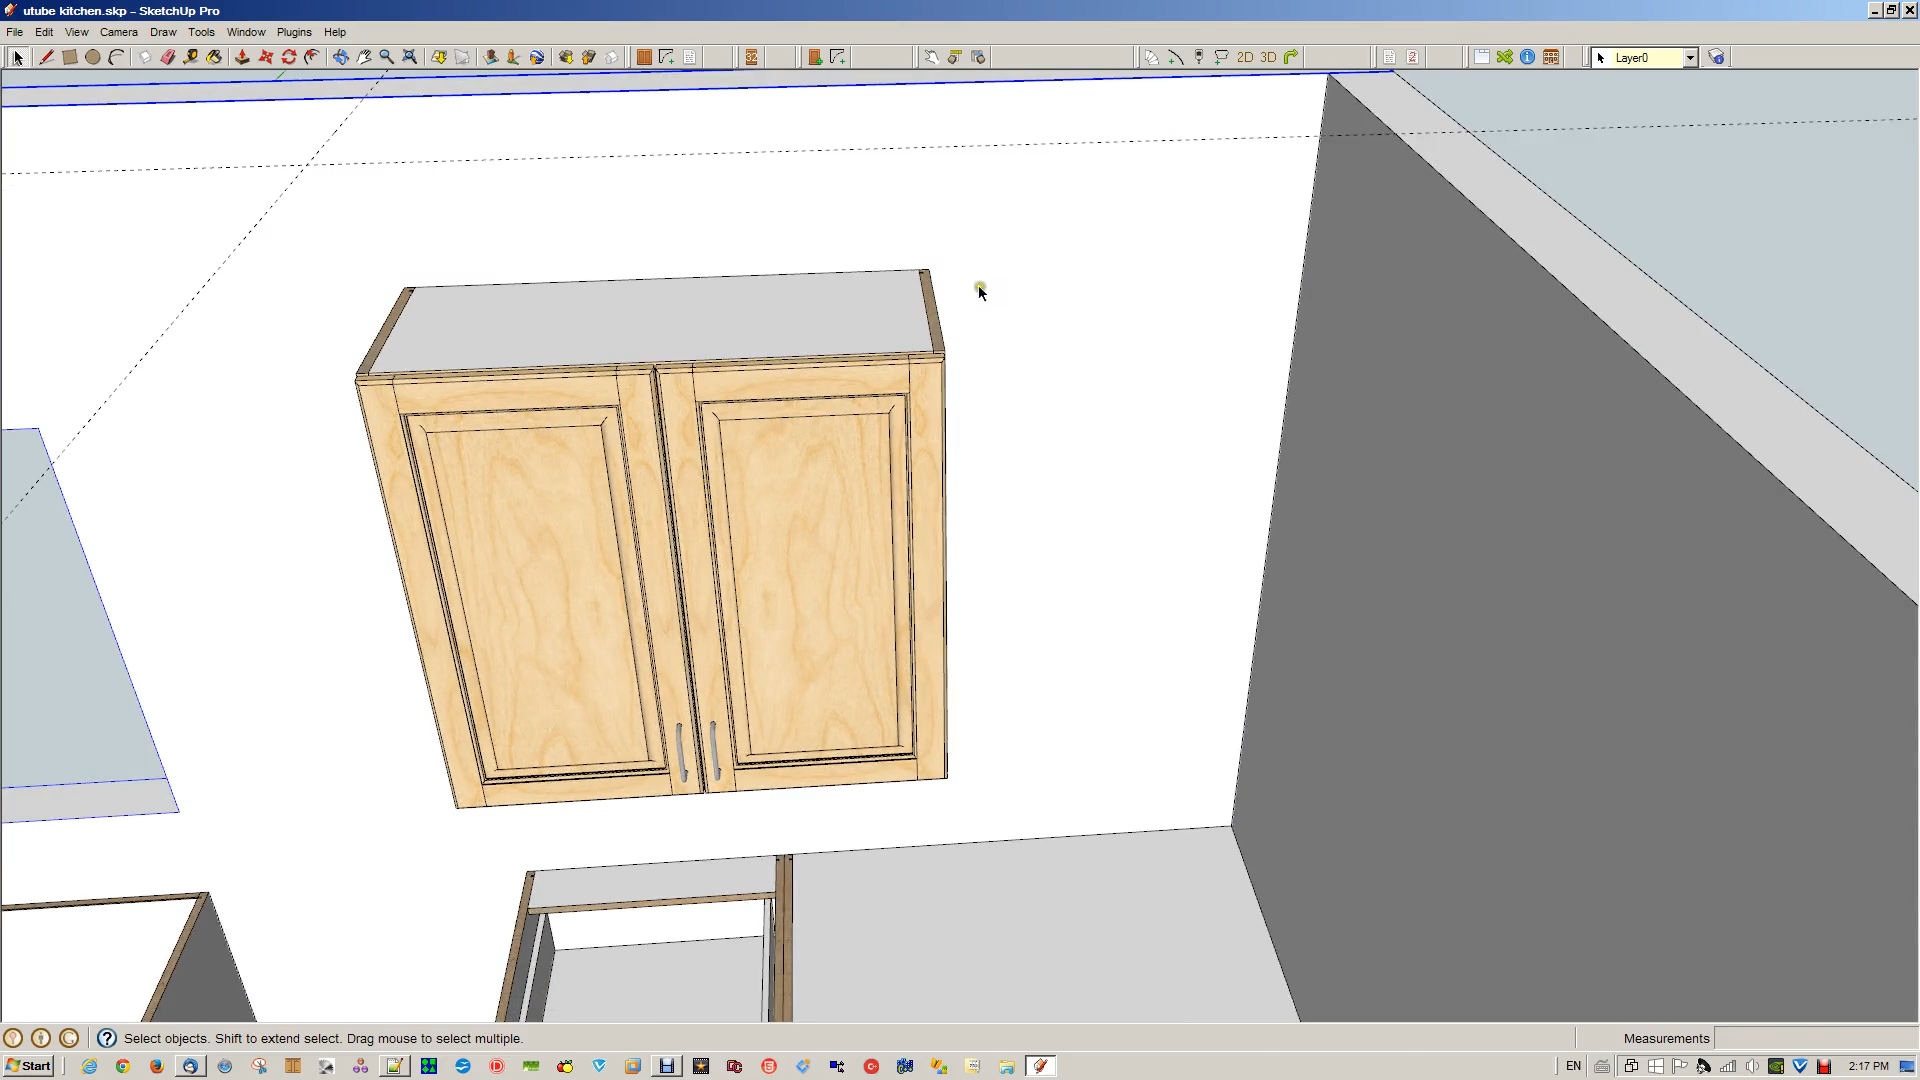 utube kitchen.skp - SketchUp Pro
File Edit View Camera Draw Tools Window Plugins Help
32 2D 3D Layer0
Select objects. Shift to extend select. Drag mouse to select multiple. Measurements
Start EN 2:17 PM